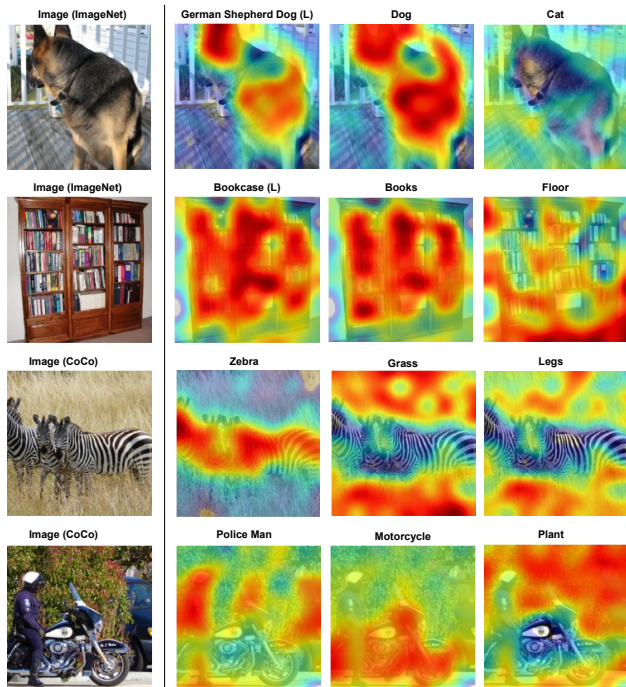 Image (ImageNet)
German Shepherd Dog (L)
Dog
Cat
Image (ImageNet)
Bookcase (L)
Books
Floor
Image (CoCo)
Zebra
Grass
Legs
Image (CoCo)
Police Man
Motorcycle
Plant